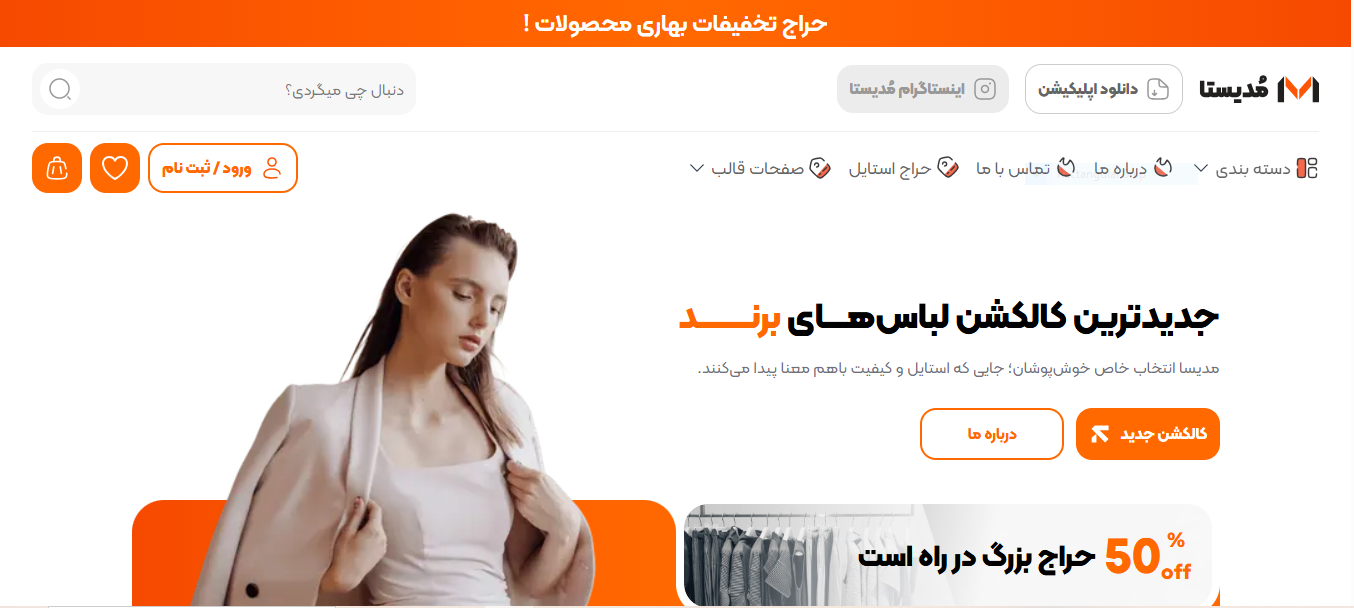 حراج تخفیفات بهاری محصولات !
مُدیستا
دانلود اپلیکیشن
اینستاگرام مُدیستا
دنبال چی میگردی؟
دسته بندی
درباره ما
تماس با ما
حراج استایل
صفحات قالب
ورود / ثبت نام
جدیدترین کالکشن لباس‌هــای برنـــــد
مدیسا انتخاب خاص خوش‌پوشان؛ جایی که استایل و کیفیت باهم معنا پیدا می‌کنند.
کالکشن جدید
درباره ما
50 % off
حراج بزرگ در راه است